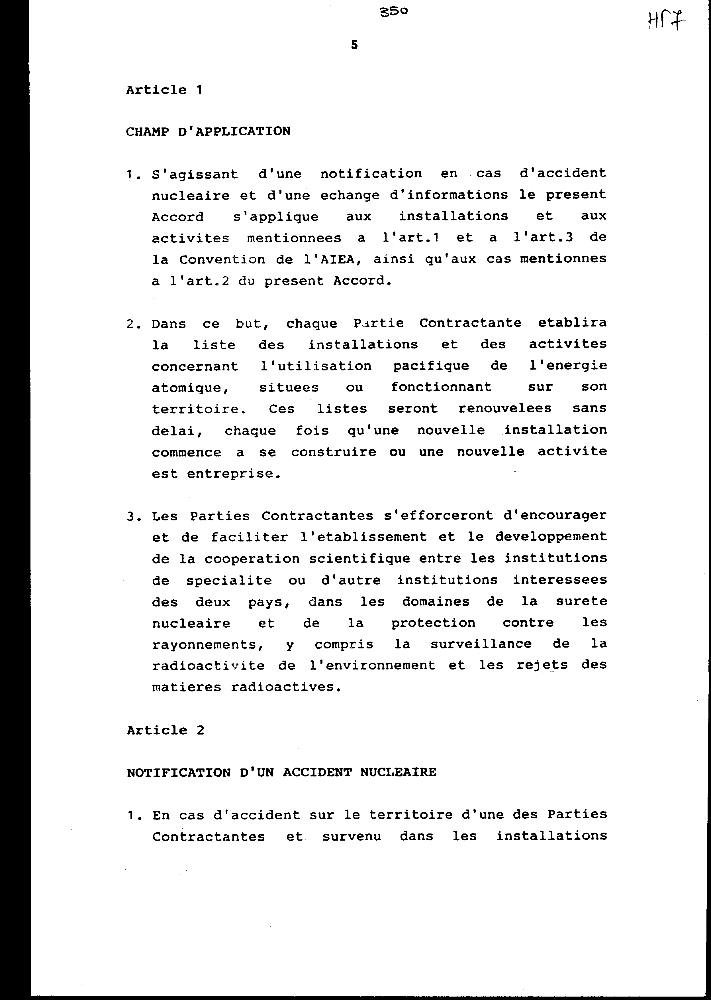 350
5
Article 1
CHAMP D'APPLICATION
1. S'agissant d'une notification en cas d'accident
nucleaire et d'une echange d'informations le present
Accord s'applique aux installations et aux
activites mentionnees a l'art.1 et a l'art.3 de
la Convention de l'AIEA, ainsi qu'aux cas mentionnes
a l'art.2 du present Accord.
2. Dans ce but, chaque Partie Contractante etablira
la liste des installations et des activites
concernant l'utilisation pacifique de l'energie
atomique, situees ou fonctionnant sur son
territoire. Ces listes seront renouvelees sans
delai, chaque fois qu'une nouvelle installation
commence a se construire ou une nouvelle activite
est entreprise.
3. Les Parties Contractantes s'efforceront d'encourager
et de faciliter l'etablissement et le developpement
de la cooperation scientifique entre les institutions
de specialite ou d'autre institutions interessees
des deux pays, dans les domaines de la surete
nucleaire et de la protection contre les
rayonnements, y compris la surveillance de la
radioactivite de l'environnement et les rejets des
matieres radioactives.
Article 2
NOTIFICATION D'UN ACCIDENT NUCLEAIRE
1. En cas d'accident sur le territoire d'une des Parties
Contractantes et survenu dans les installations